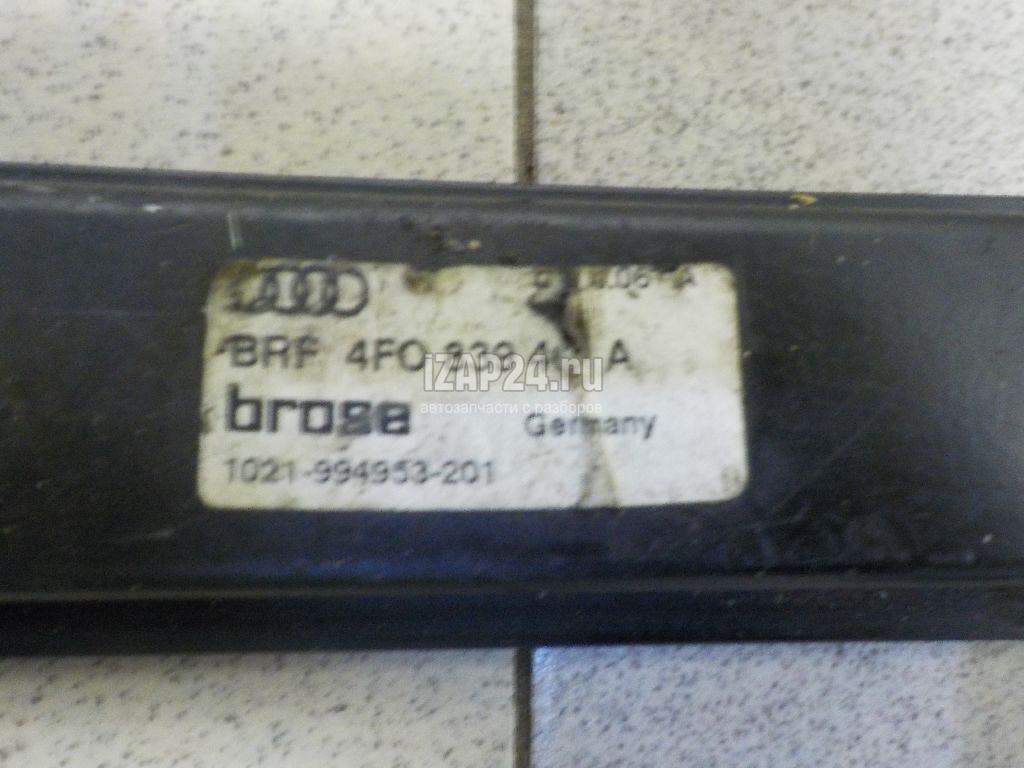 BRF 4F0 A
IZAP24.ru
автозапчасти с разборов
brose Germany
1021-994953-201